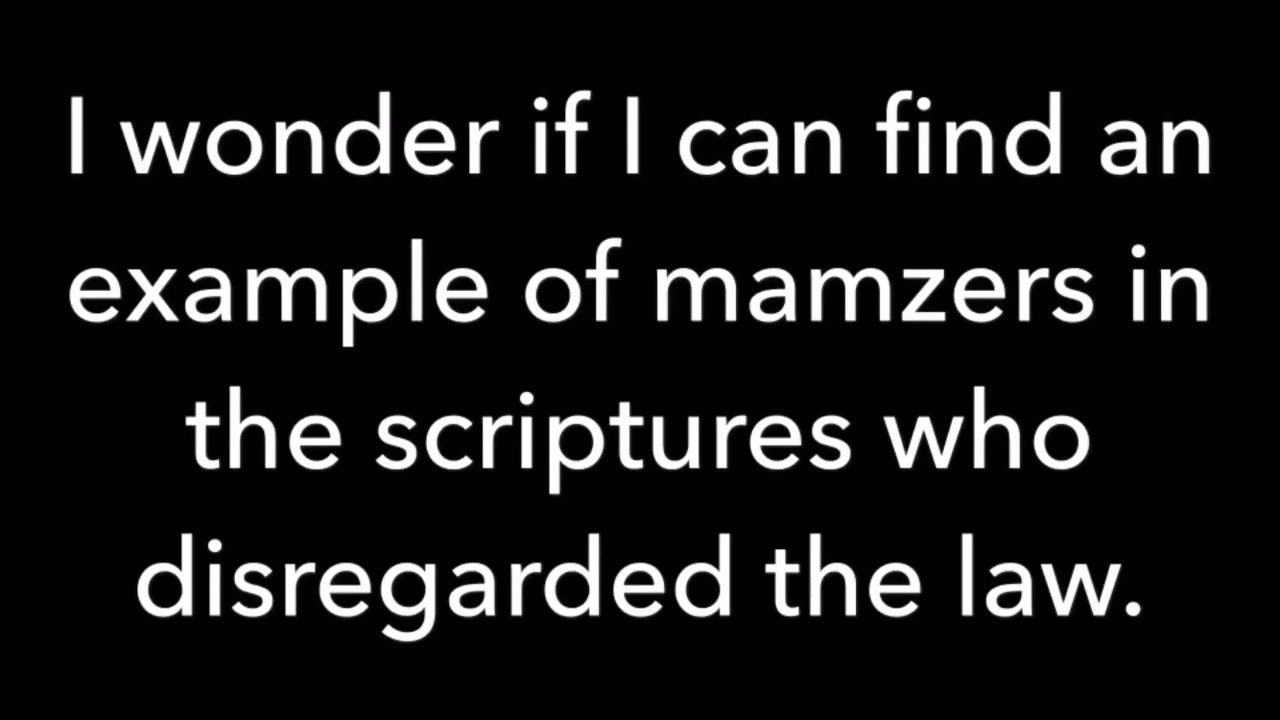 I wonder if I can find an
example of mamzers in
the scriptures who
disregarded the law.